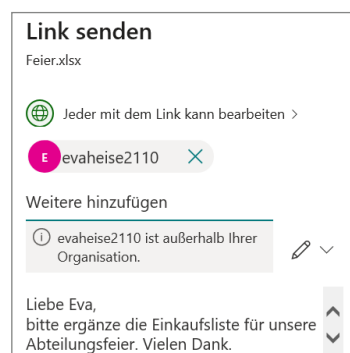 Link senden
Feier.xlsx
Jeder mit dem Link kann bearbeiten >
E evaheise2110
Weitere hinzufügen
evaheise2110 ist außerhalb Ihrer
Organisation.
Liebe Eva,
bitte ergänze die Einkaufsliste für unsere
Abteilungsfeier. Vielen Dank.